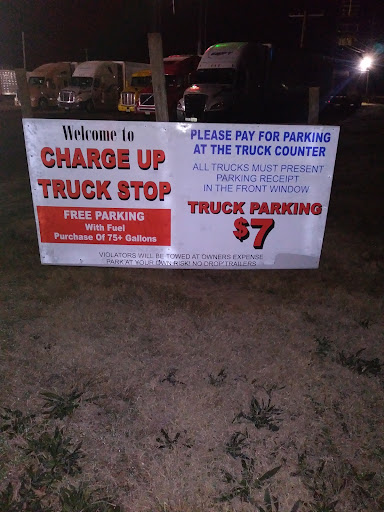 Welcome to
CHARGE UP
TRUCK STOP
FREE PARKING
With Fuel
Purchase Of 75+ Gallons
PLEASE PAY FOR PARKING
AT THE TRUCK COUNTER
ALL TRUCKS MUST PRESENT
PARKING RECEIPT
IN THE FRONT WINDOW
TRUCK PARKING
$7
VIOLATORS WILL BE TOWED AT OWNERS EXPENSE
PARK AT YOUR OWN RISK! NO DROP TRAILERS